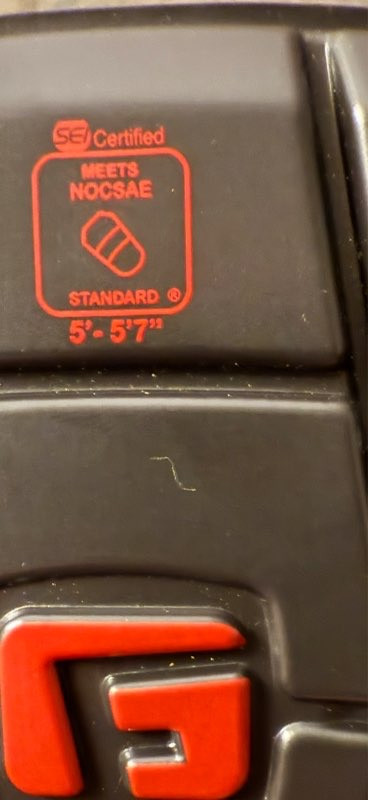 SEI Certified
MEETS
NOCSAE
STANDARD ®
5'- 5'7"